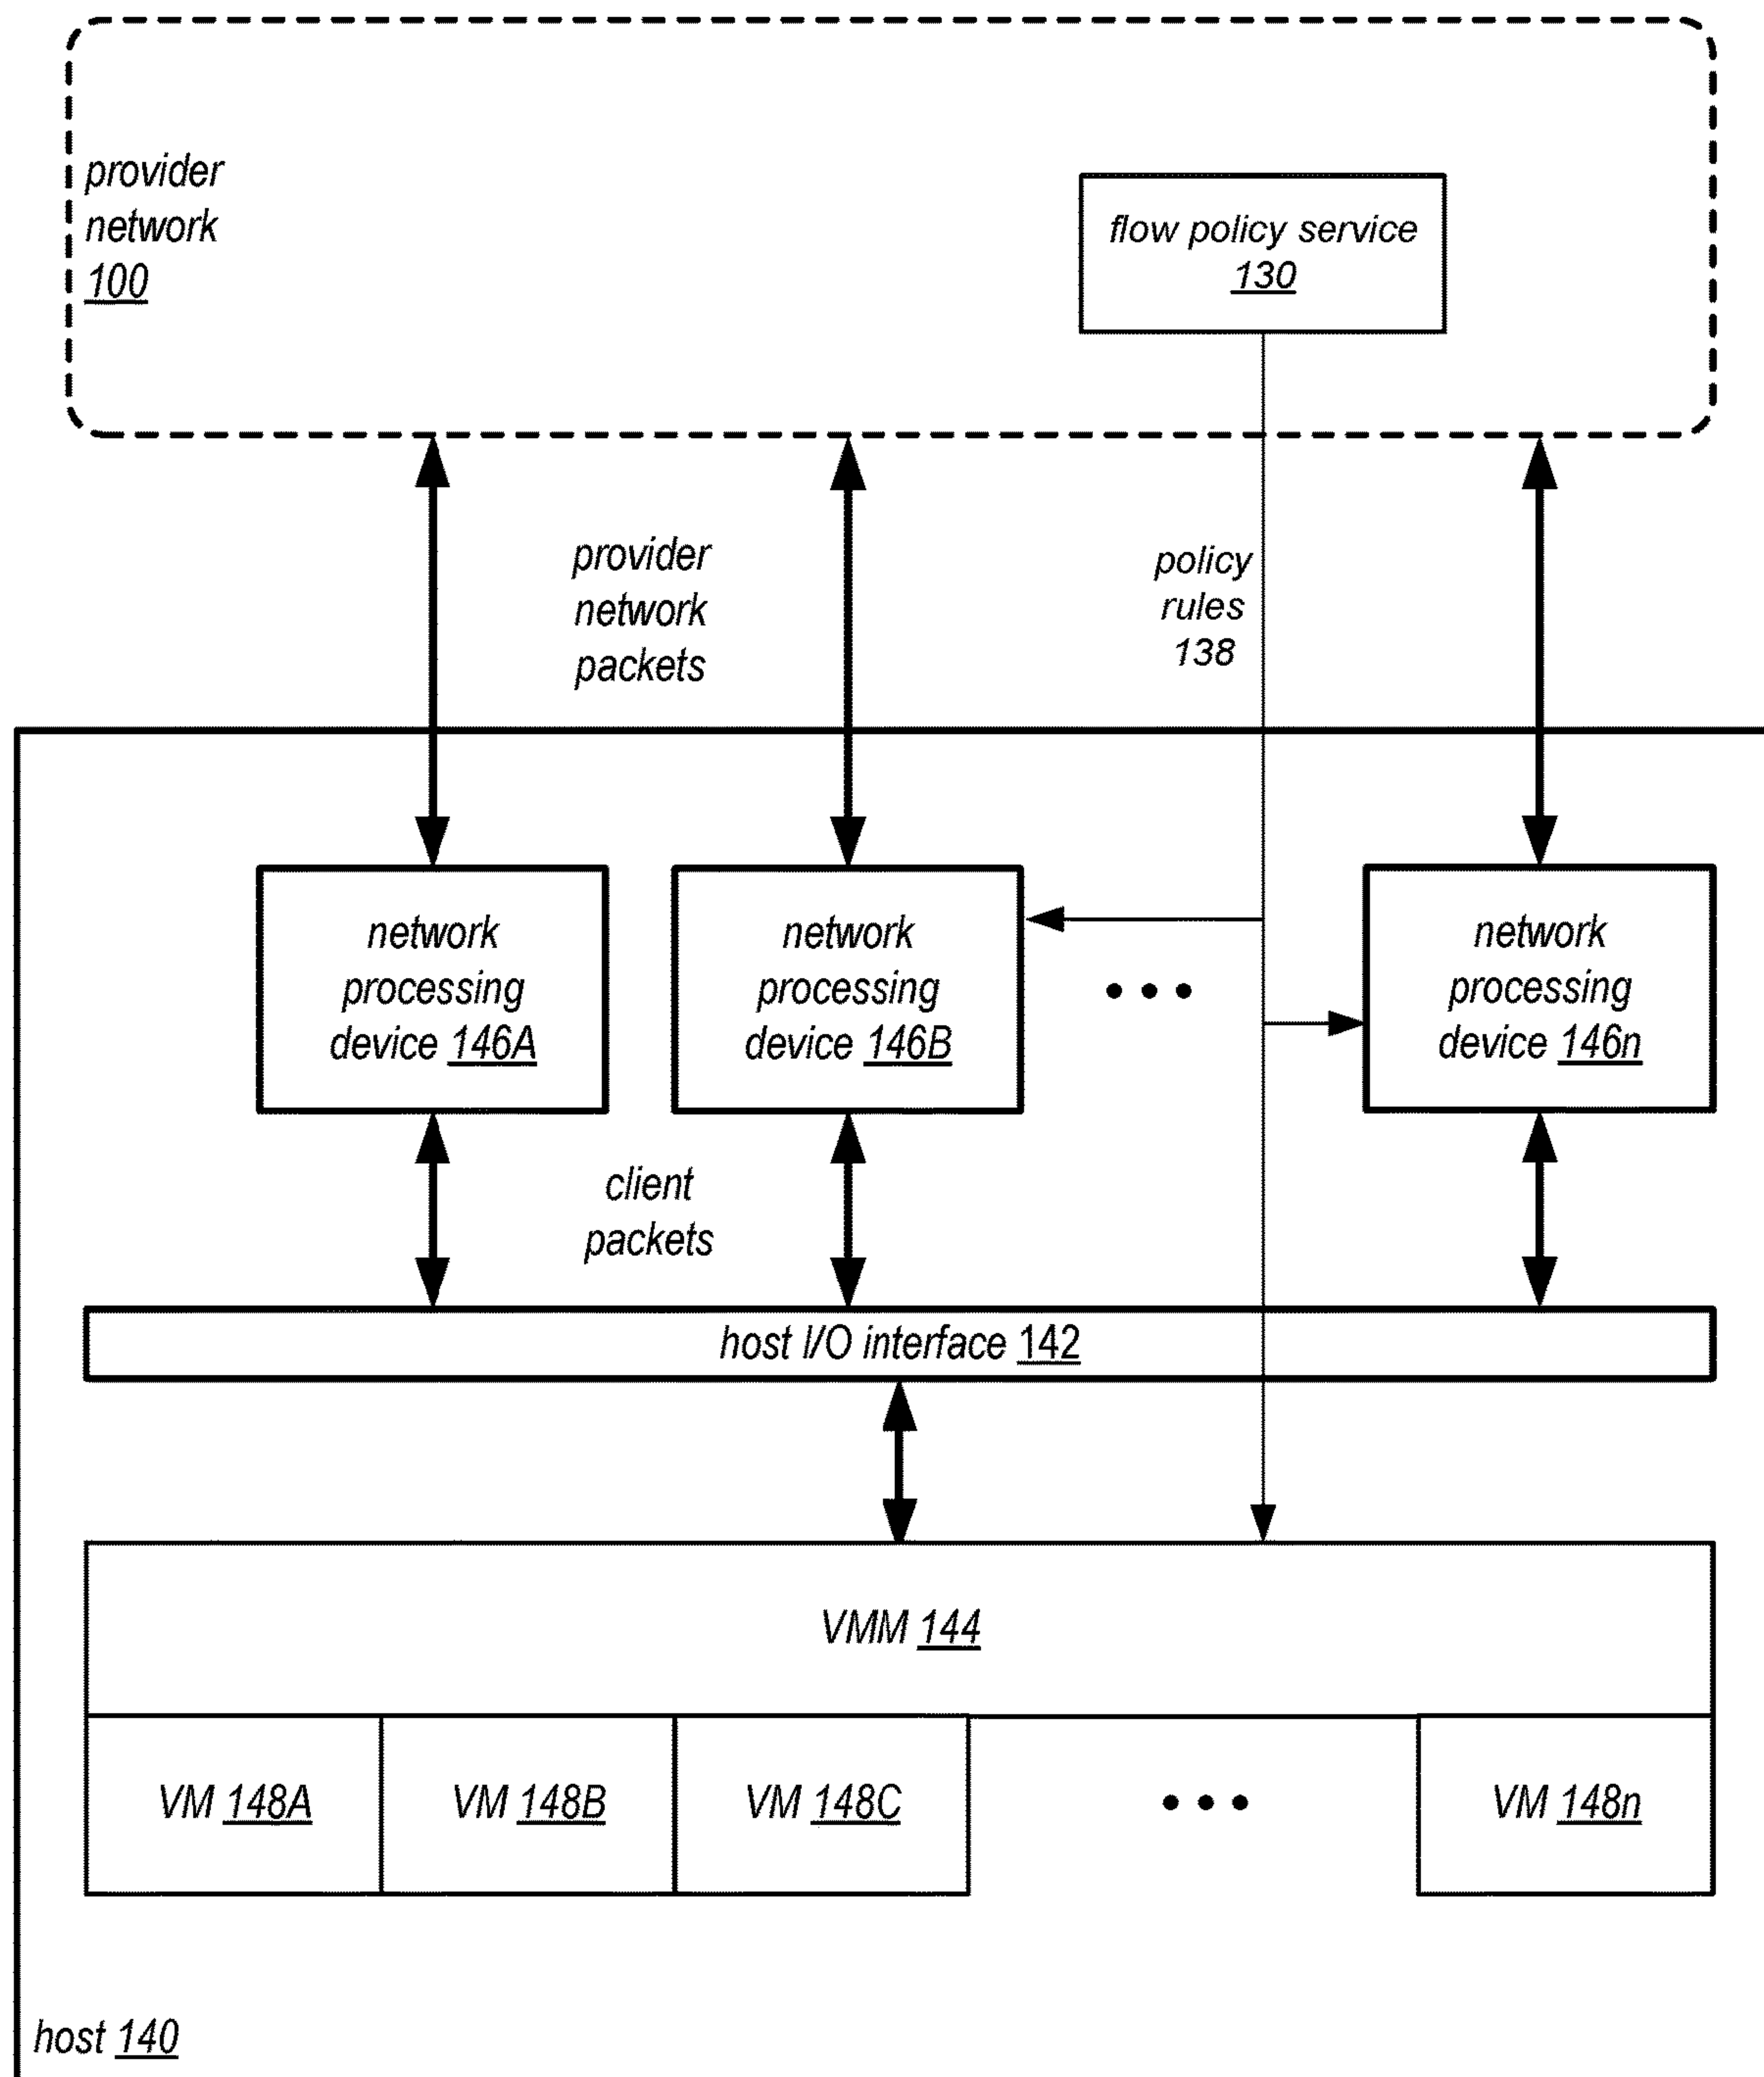 provider
network
100
flow policy service
130
provider
network
packets
policy
rules
138
network
processing
device 146A
network
processing
device 146B
network
processing
device 146n
client
packets
host I/O interface 142
VMM 144
VM 148A
VM 148B
VM 148C
VM 148n
host 140